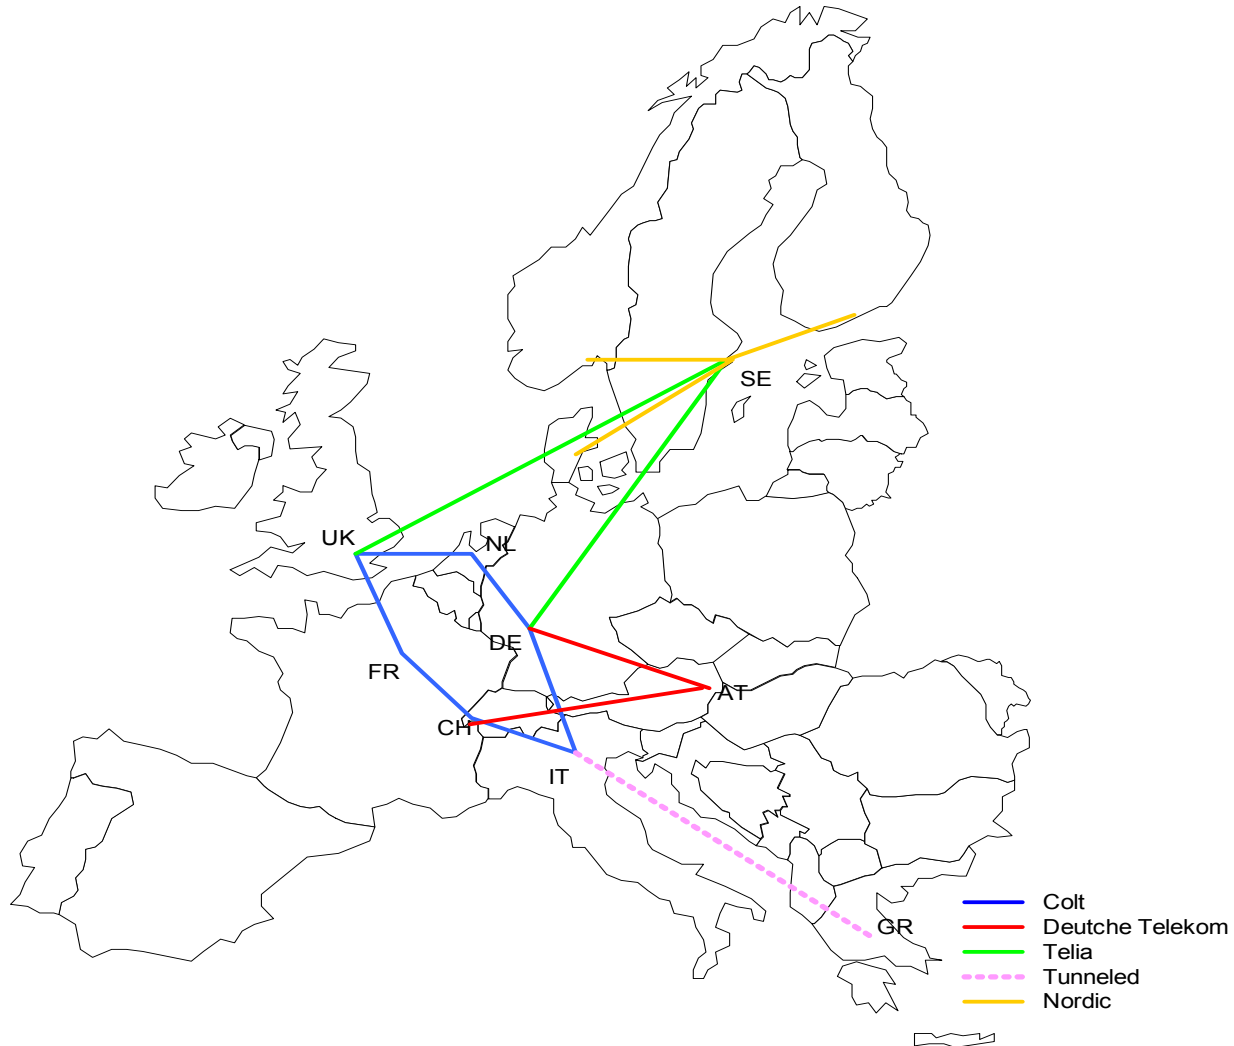 SE
UK
NL
DE
FR
AT
CH
IT
GR
Colt
Deutche Telekom
Telia
Tunneled
Nordic